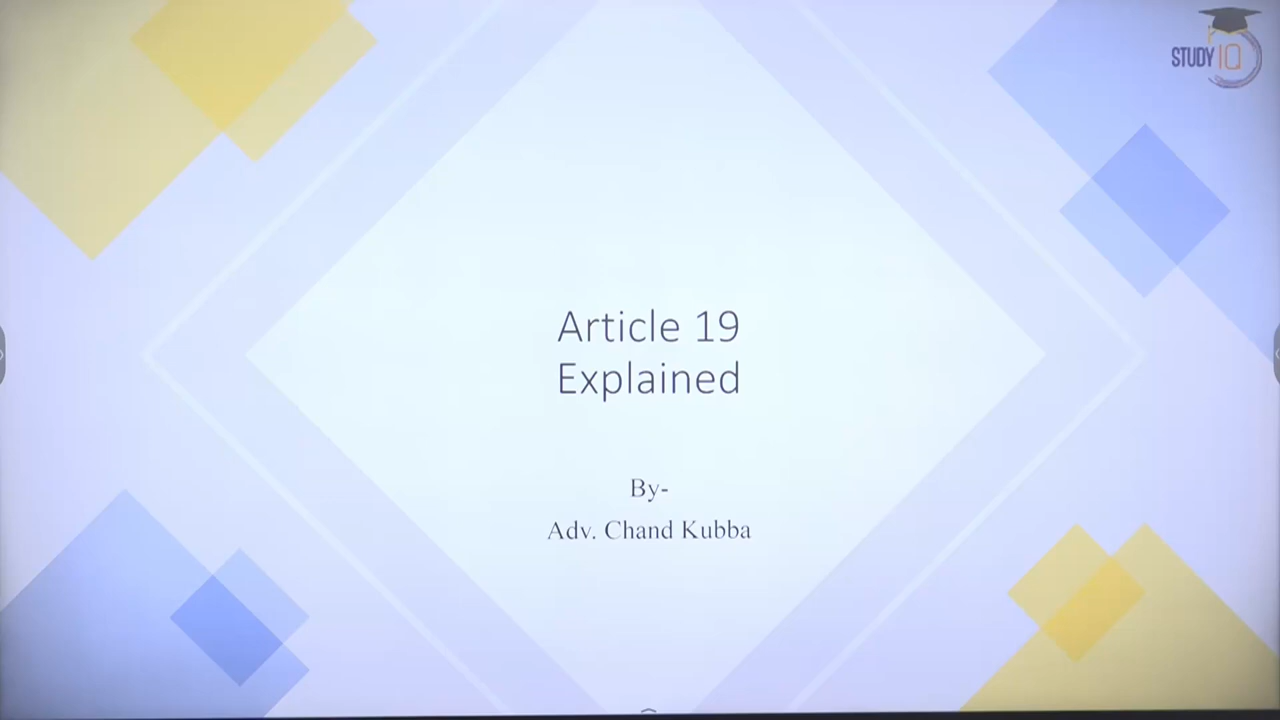 STUDY IQ
Article 19
Explained
By-
Adv. Chand Kubba